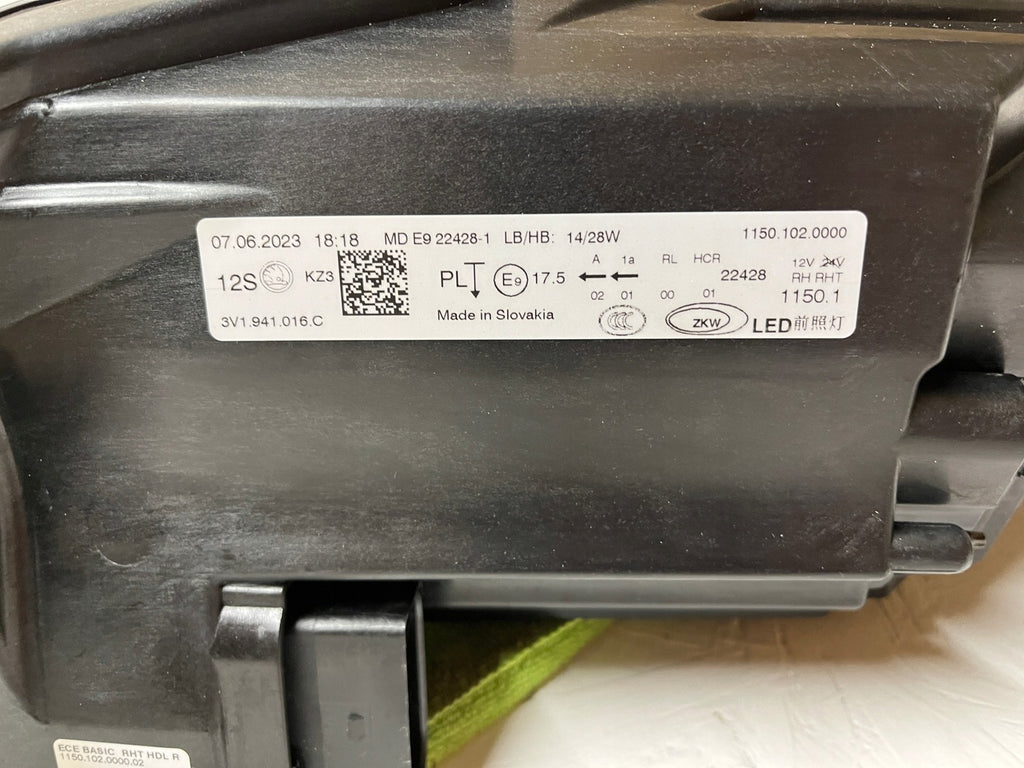 07.06.2023 18:18 MD E9 22428-1 LB/HB: 14/28W 1150.102.0000
A 1a RL HCR 12V 24V
12S KZ3 PL E9 17.5 22428 RH RHT
02 01 00 01 1150.1
3V1.941.016.C Made in Slovakia CCC ZKW LED前照灯
ECE BASIC RHT HDL R
1150.102.0000.02